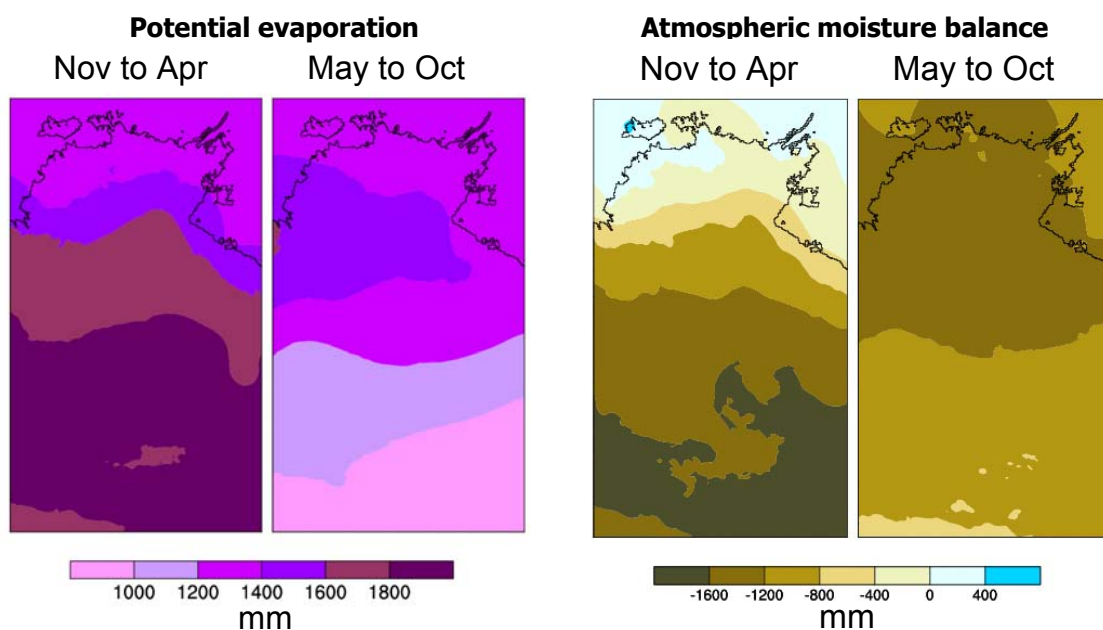 Potential evaporation
Nov to Apr May to Oct
1000 1200 1400 1600 1800
mm
Atmospheric moisture balance
Nov to Apr May to Oct
-1600 -1200 -800 -400 0 400
mm